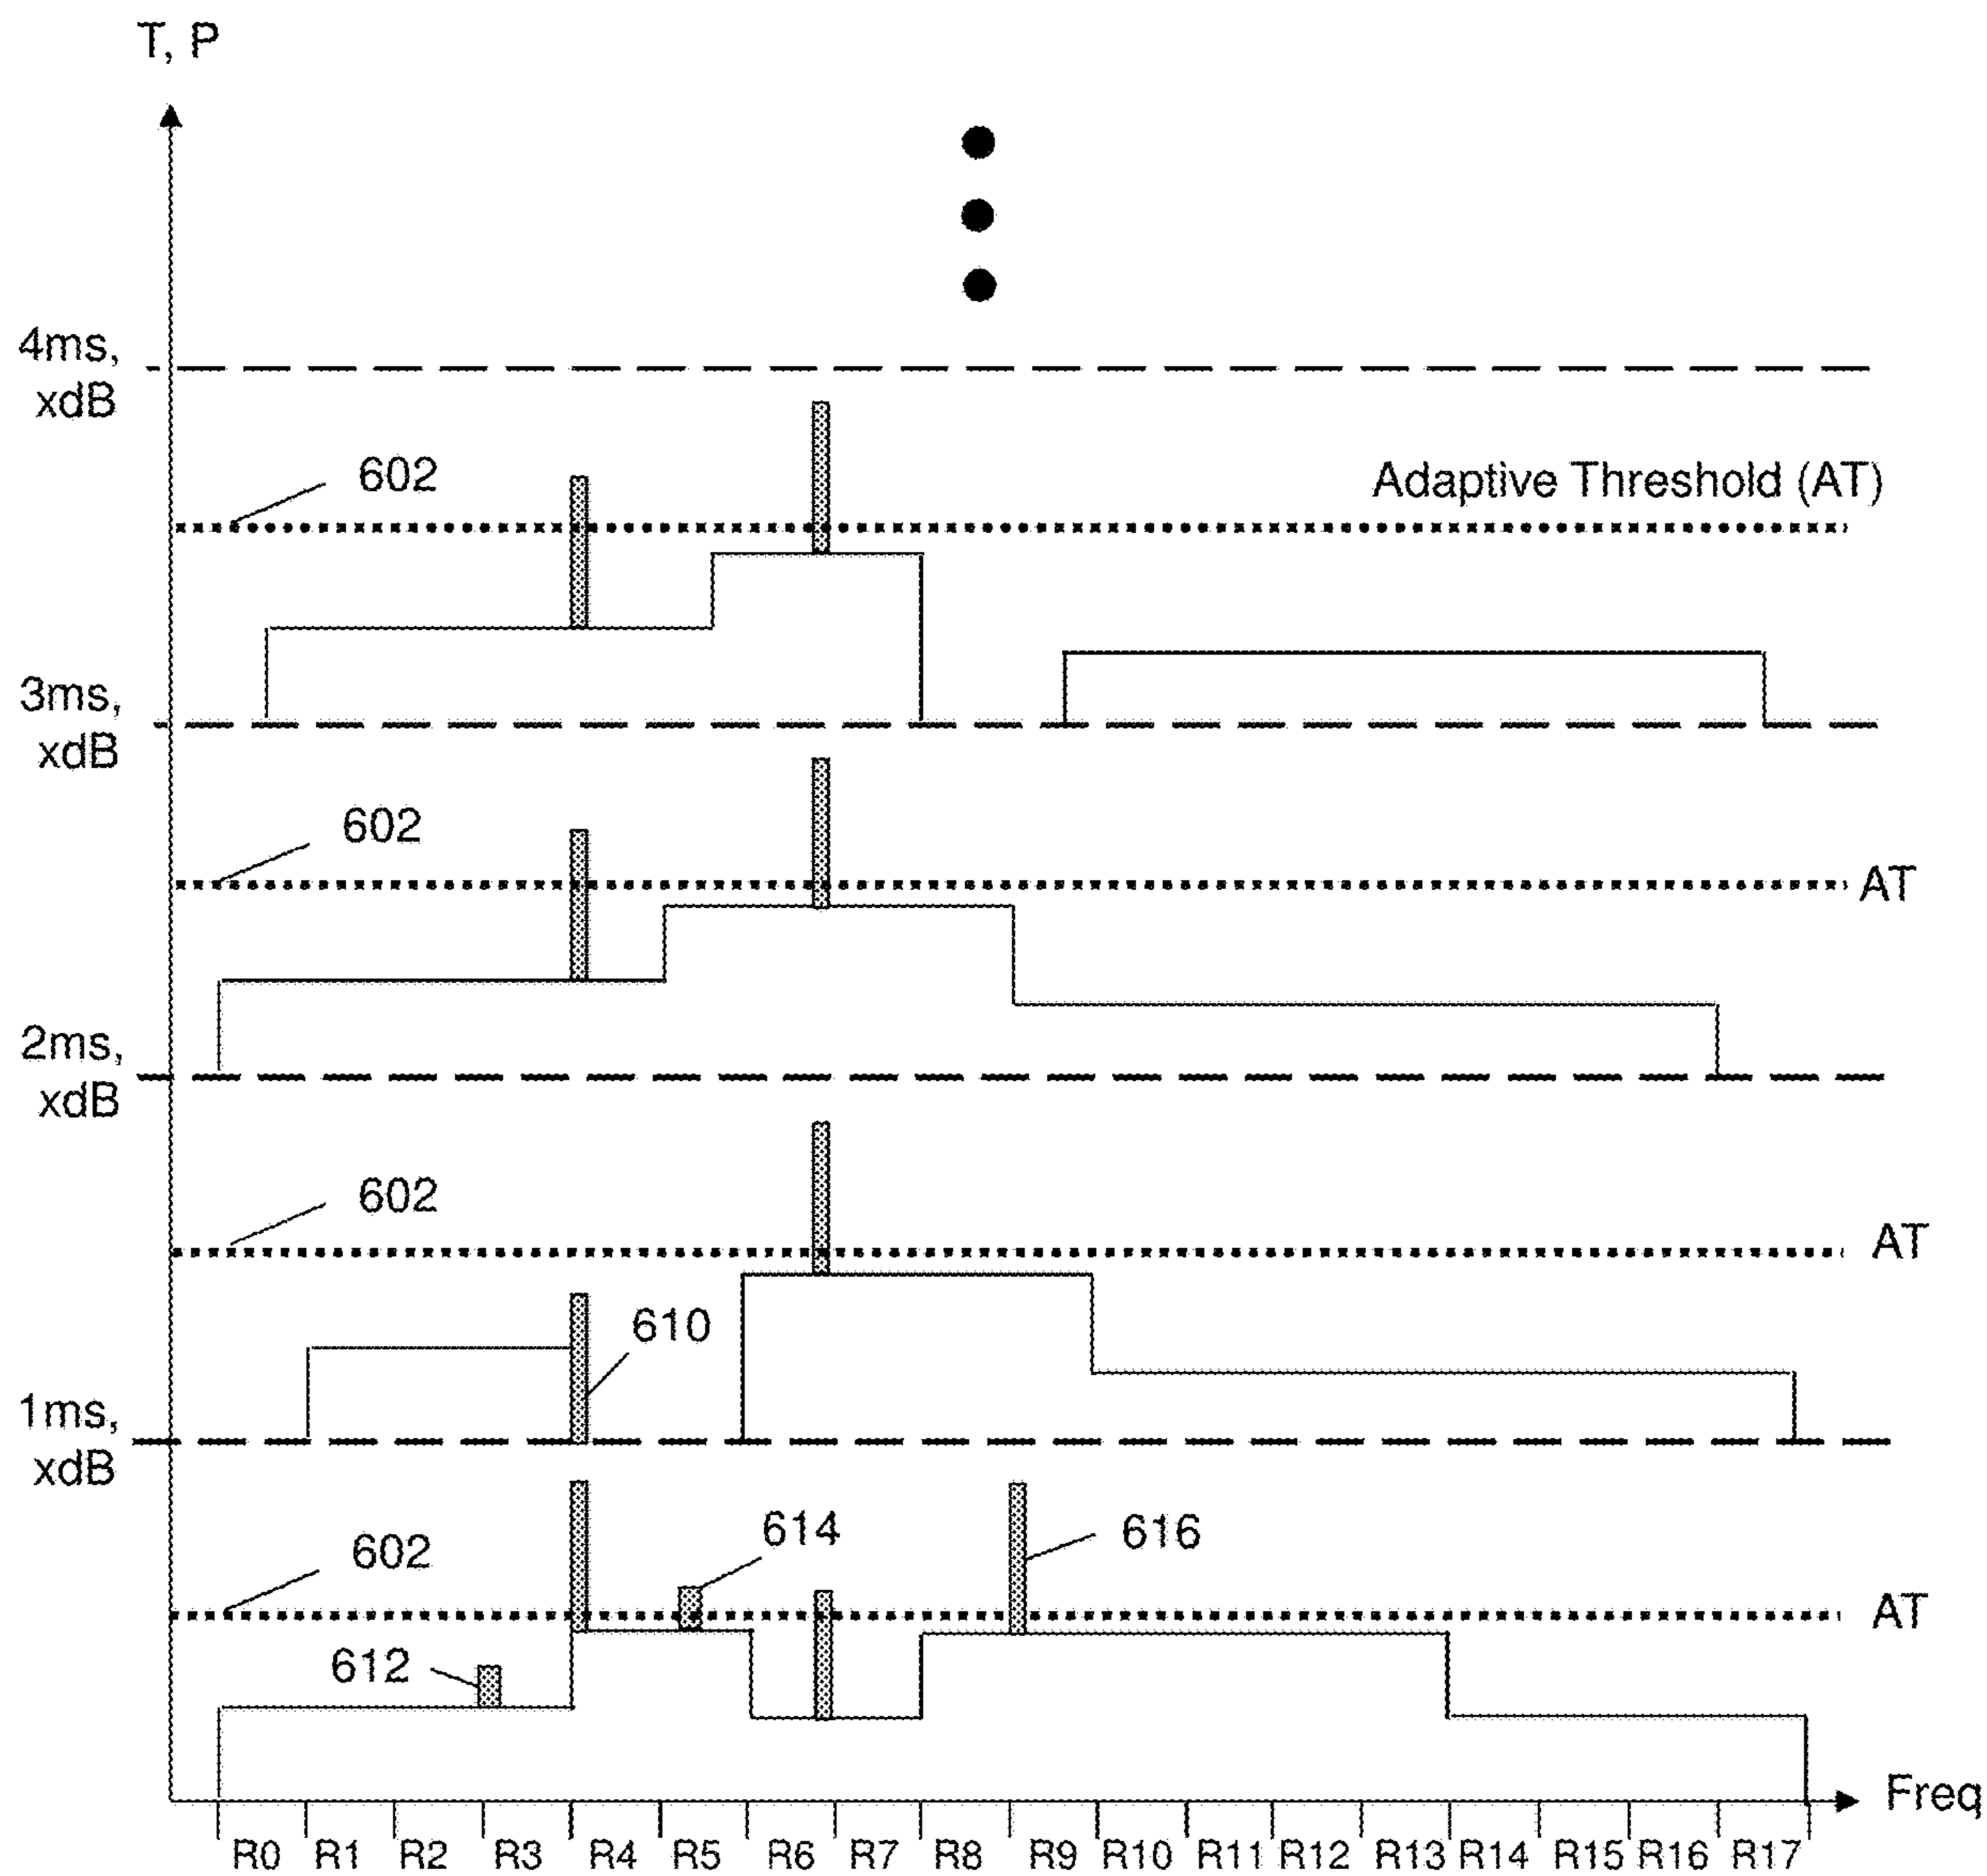 T, P
4ms,
xdB
602
Adaptive Threshold (AT)
3ms,
xdB
602
AT
2ms,
xdB
602
AT
610
1ms,
xdB
614
616
602
AT
612
Freq
R0 R1 R2 R3 R4 R5 R6 R7 R8 R9 R10 R11 R12 R13 R14 R15 R16 R17